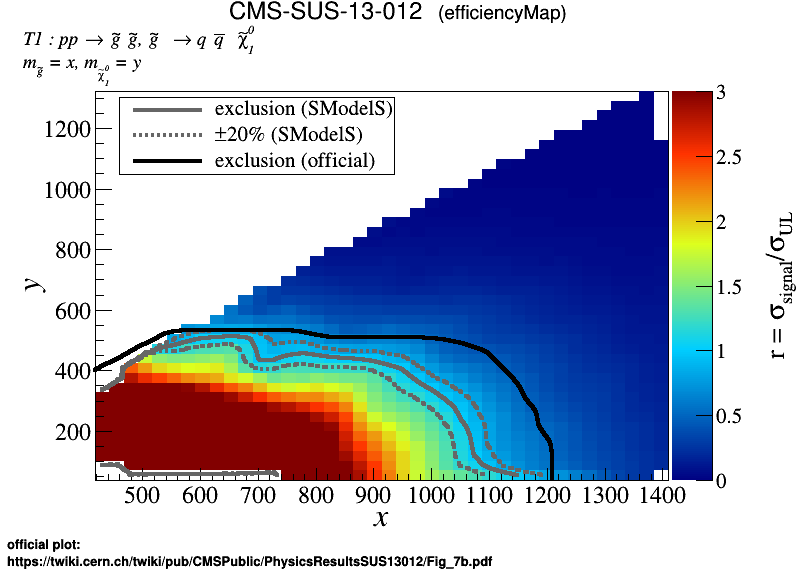 CMS-SUS-13-012 (efficiencyMap)
T1 : pp → g̃ g̃, g̃ → q q̅ χ̃₁⁰
m_g̃ = x, m_χ̃₁⁰ = y
exclusion (SModelS)
±20% (SModelS)
exclusion (official)
y
1200
1000
800
600
400
200
500 600 700 800 900 1000 1100 1200 1300 1400
x
3
2.5
2
1.5
1
0.5
0
r = σ_signal/σ_UL
official plot:
https://twiki.cern.ch/twiki/pub/CMSPublic/PhysicsResultsSUS13012/Fig_7b.pdf